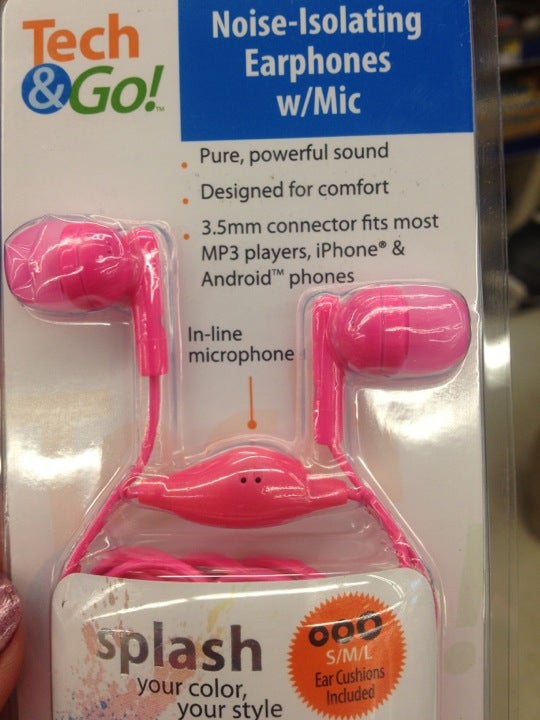 Tech
&Go!™
Noise-Isolating
Earphones
w/Mic
• Pure, powerful sound
• Designed for comfort
• 3.5mm connector fits most
MP3 players, iPhone® &
Android™ phones
In-line
microphone
splash
your color,
your style
S/M/L
Ear Cushions
Included